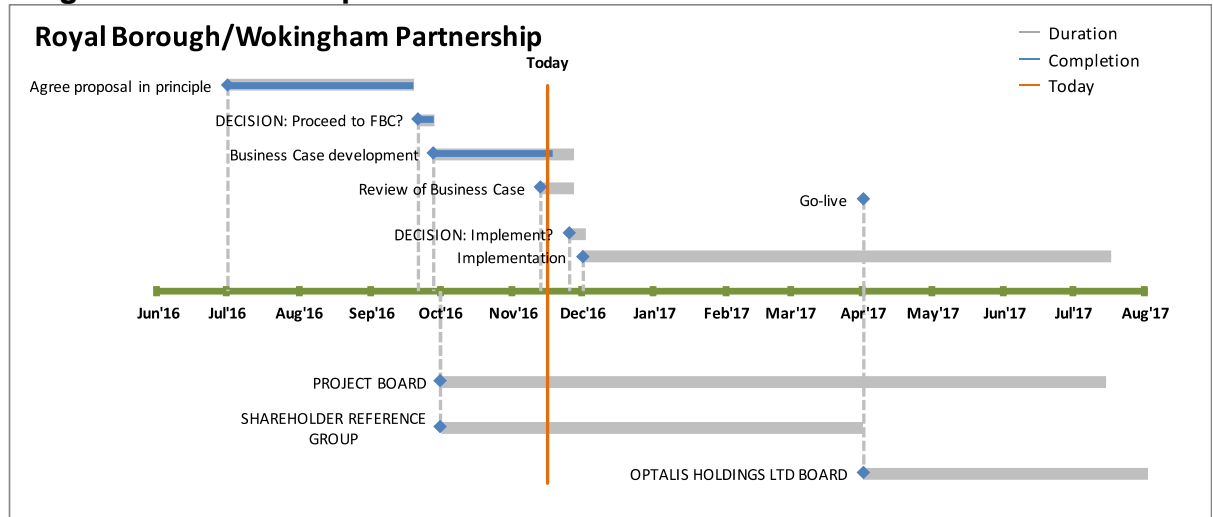 Royal Borough/Wokingham Partnership
Duration
Completion
Today
Today
Agree proposal in principle
DECISION: Proceed to FBC?
Business Case development
Review of Business Case
Go-live
DECISION: Implement?
Implementation
Jun'16 Jul'16 Aug'16 Sep'16 Oct'16 Nov'16 Dec'16 Jan'17 Feb'17 Mar'17 Apr'17 May'17 Jun'17 Jul'17 Aug'17
PROJECT BOARD
SHAREHOLDER REFERENCE
GROUP
OPTALIS HOLDINGS LTD BOARD